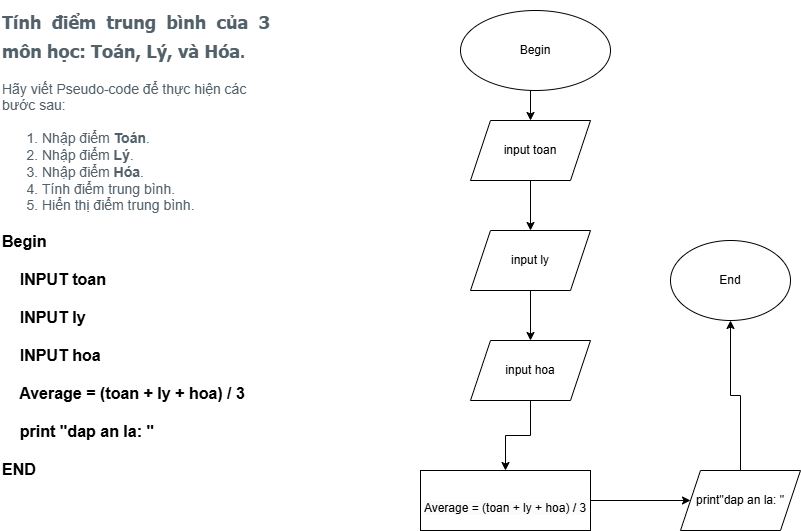 Tính điểm trung bình của 3
môn học: Toán, Lý, và Hóa.
Hãy viết Pseudo-code để thực hiện các
bước sau:
1. Nhập điểm Toán.
2. Nhập điểm Lý.
3. Nhập điểm Hóa.
4. Tính điểm trung bình.
5. Hiển thị điểm trung bình.
Begin
INPUT toan
INPUT ly
INPUT hoa
Average = (toan + ly + hoa) / 3
print "dap an la: "
END
Begin
input toan
input ly
input hoa
Average = (toan + ly + hoa) / 3
print"dap an la: "
End